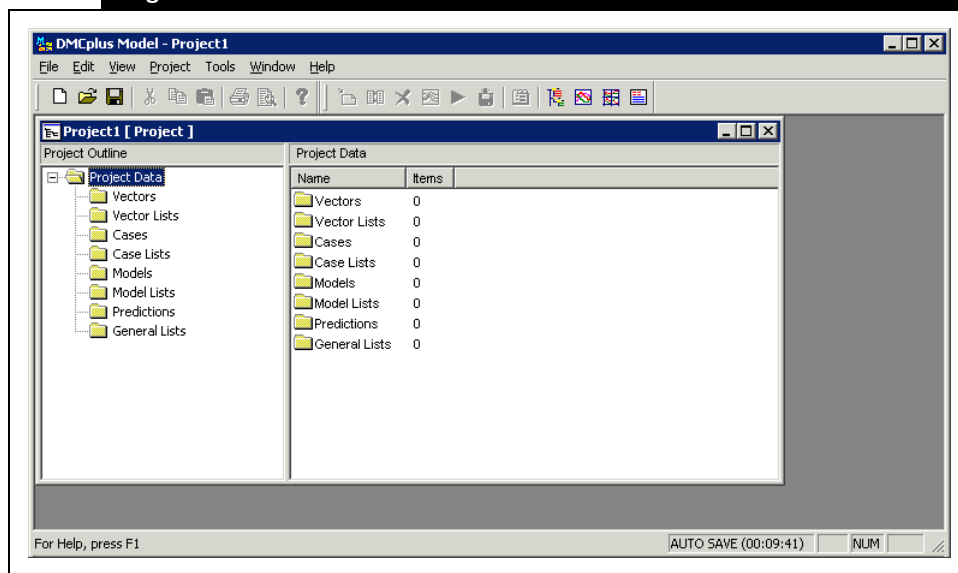 DMCplus Model - Project1
File Edit View Project Tools Window Help
Project1 [ Project ]
Project Outline
Project Data
Vectors
Vector Lists
Cases
Case Lists
Models
Model Lists
Predictions
General Lists
Project Data
Name Items
Vectors 0
Vector Lists 0
Cases 0
Case Lists 0
Models 0
Model Lists 0
Predictions 0
General Lists 0
For Help, press F1 AUTO SAVE (00:09:41) NUM